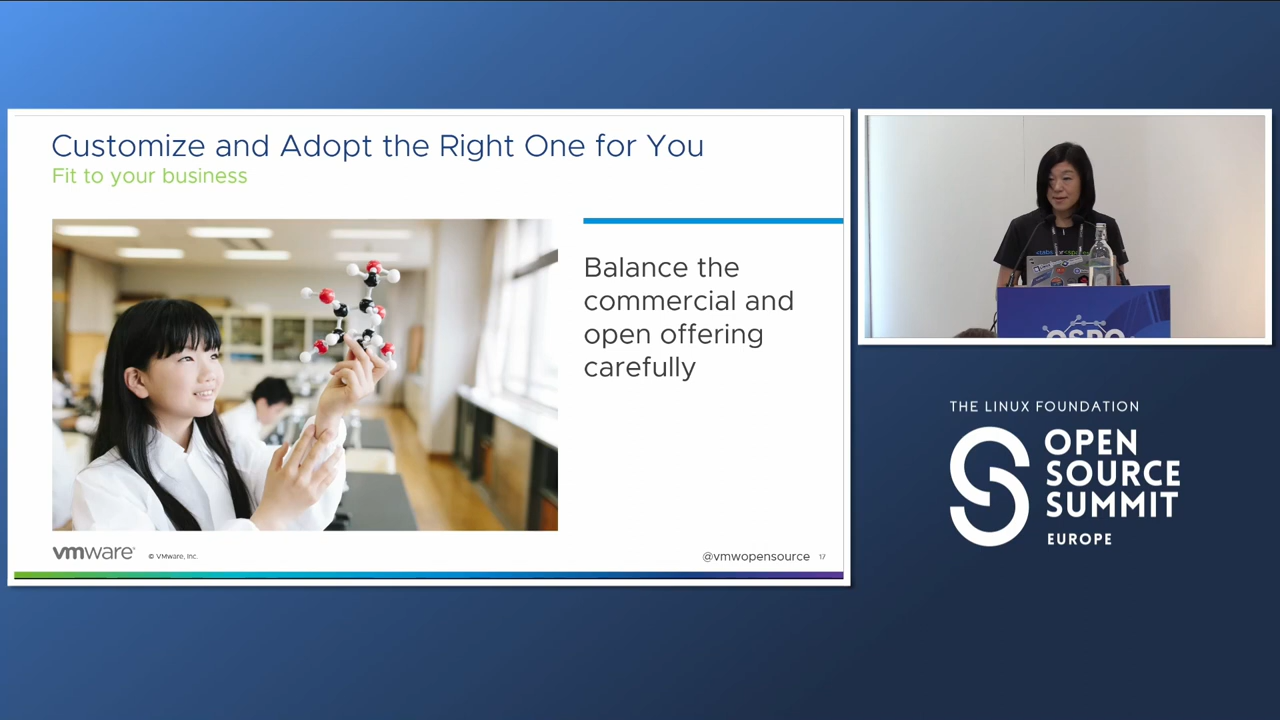 Customize and Adopt the Right One for You
Fit to your business
Balance the
commercial and
open offering
carefully
vmware
© VMware, Inc.
@vmwopensource
17
OSPO
THE LINUX FOUNDATION
OPEN
SOURCE
SUMMIT
EUROPE